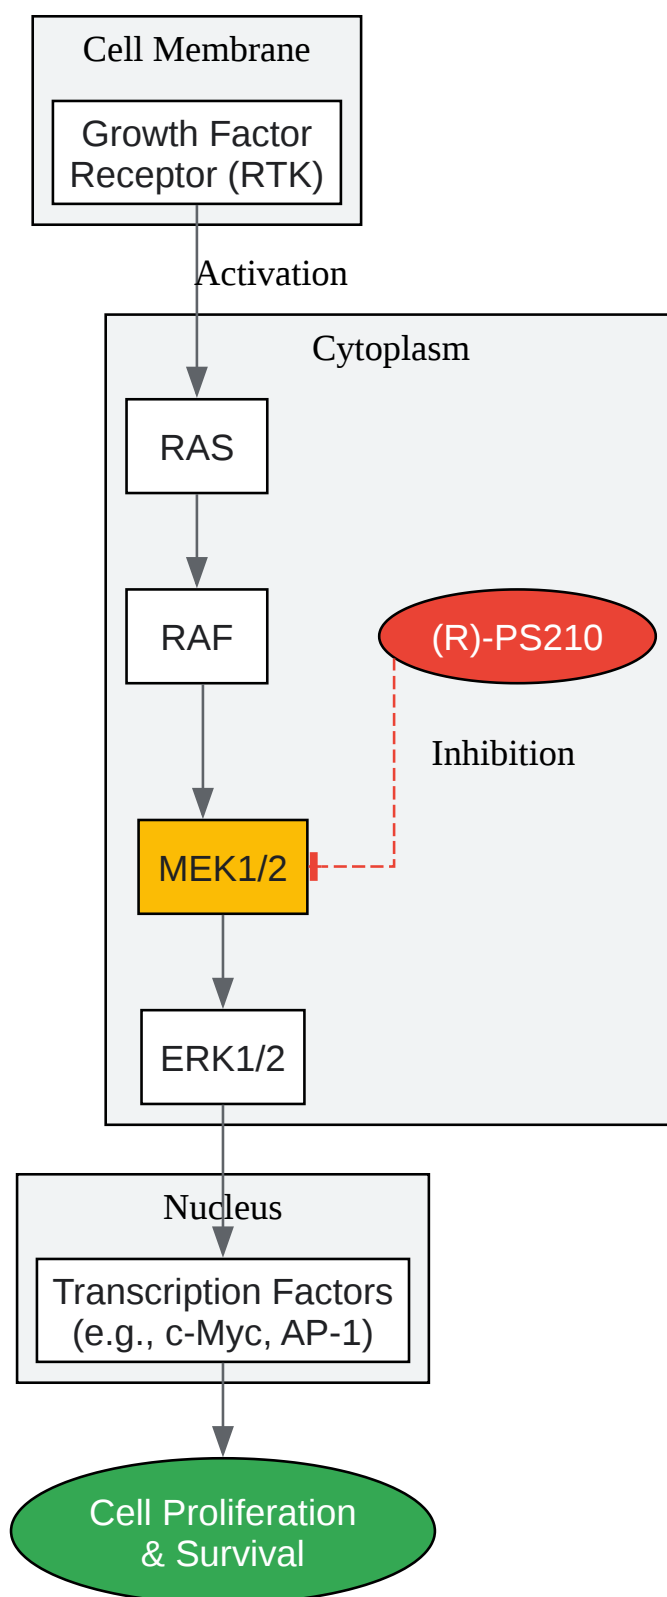 Cell Membrane
Growth Factor
Receptor (RTK)
Activation
Cytoplasm
RAS
RAF
(R)-PS210
Inhibition
MEK1/2
ERK1/2
Nucleus
Transcription Factors
(e.g., c-Myc, AP-1)
Cell Proliferation
& Survival